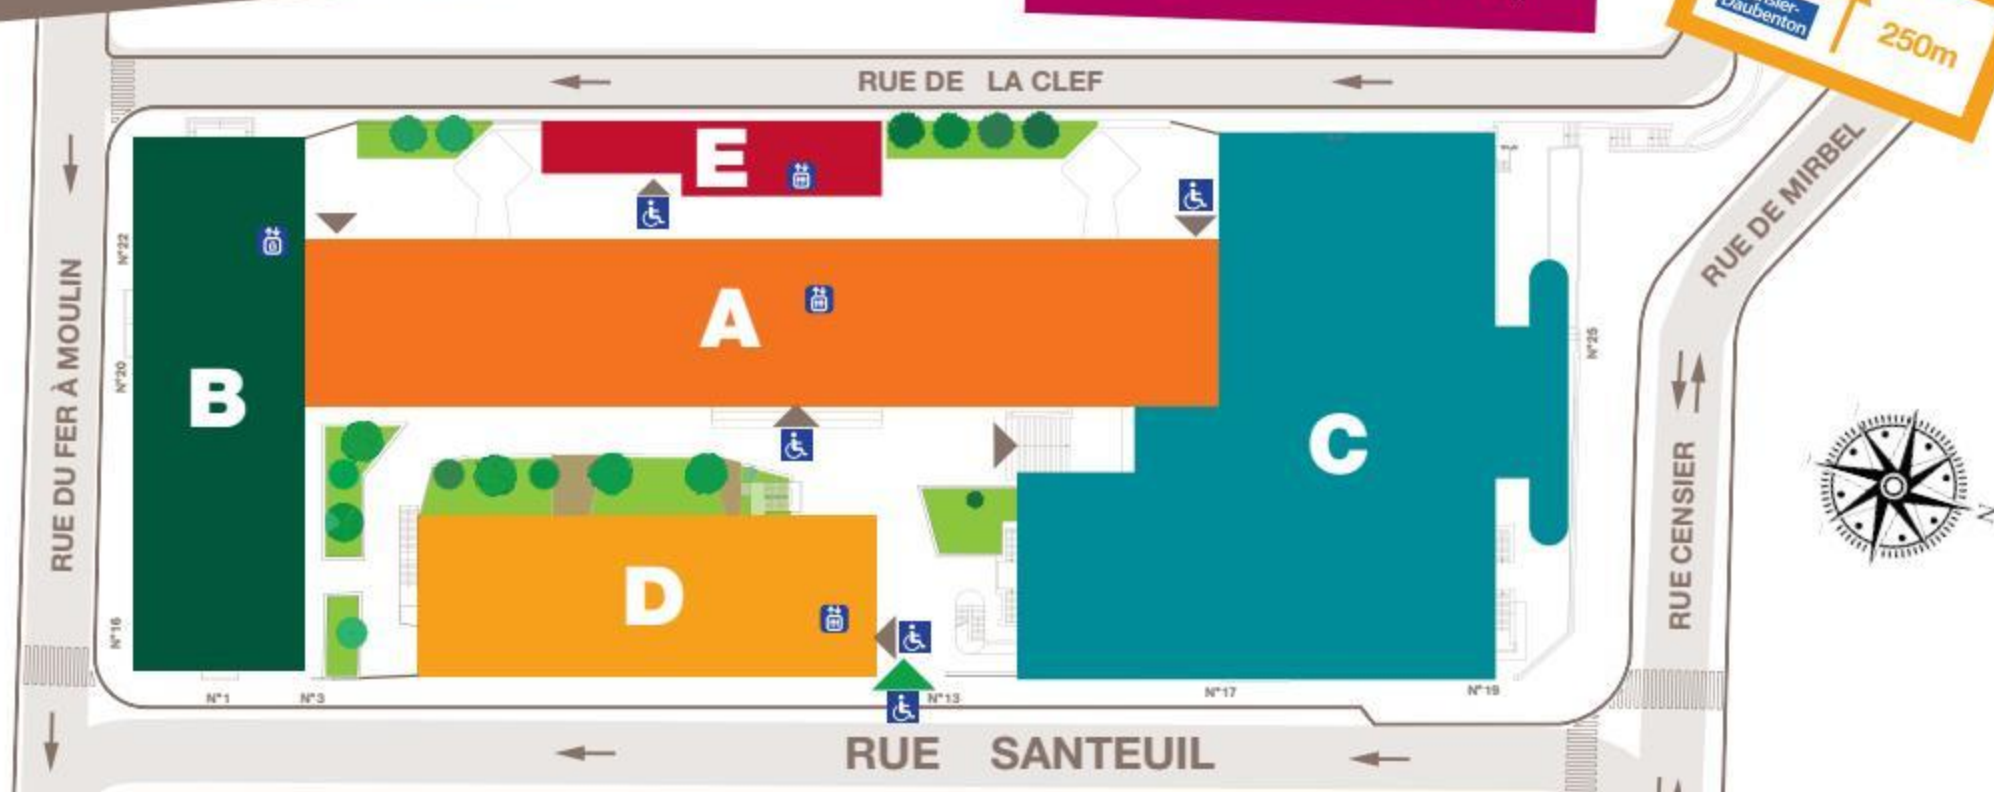 Daubenton
250m
RUE DE LA CLEF
RUE DE MIRBEL
E
N°22
A
RUE DU FER À MOULIN
N°20
B
N°25
C
RUE CENSIER
N
D
N°16
N°1
N°3
N°13
N°17
N°19
RUE SANTEUIL